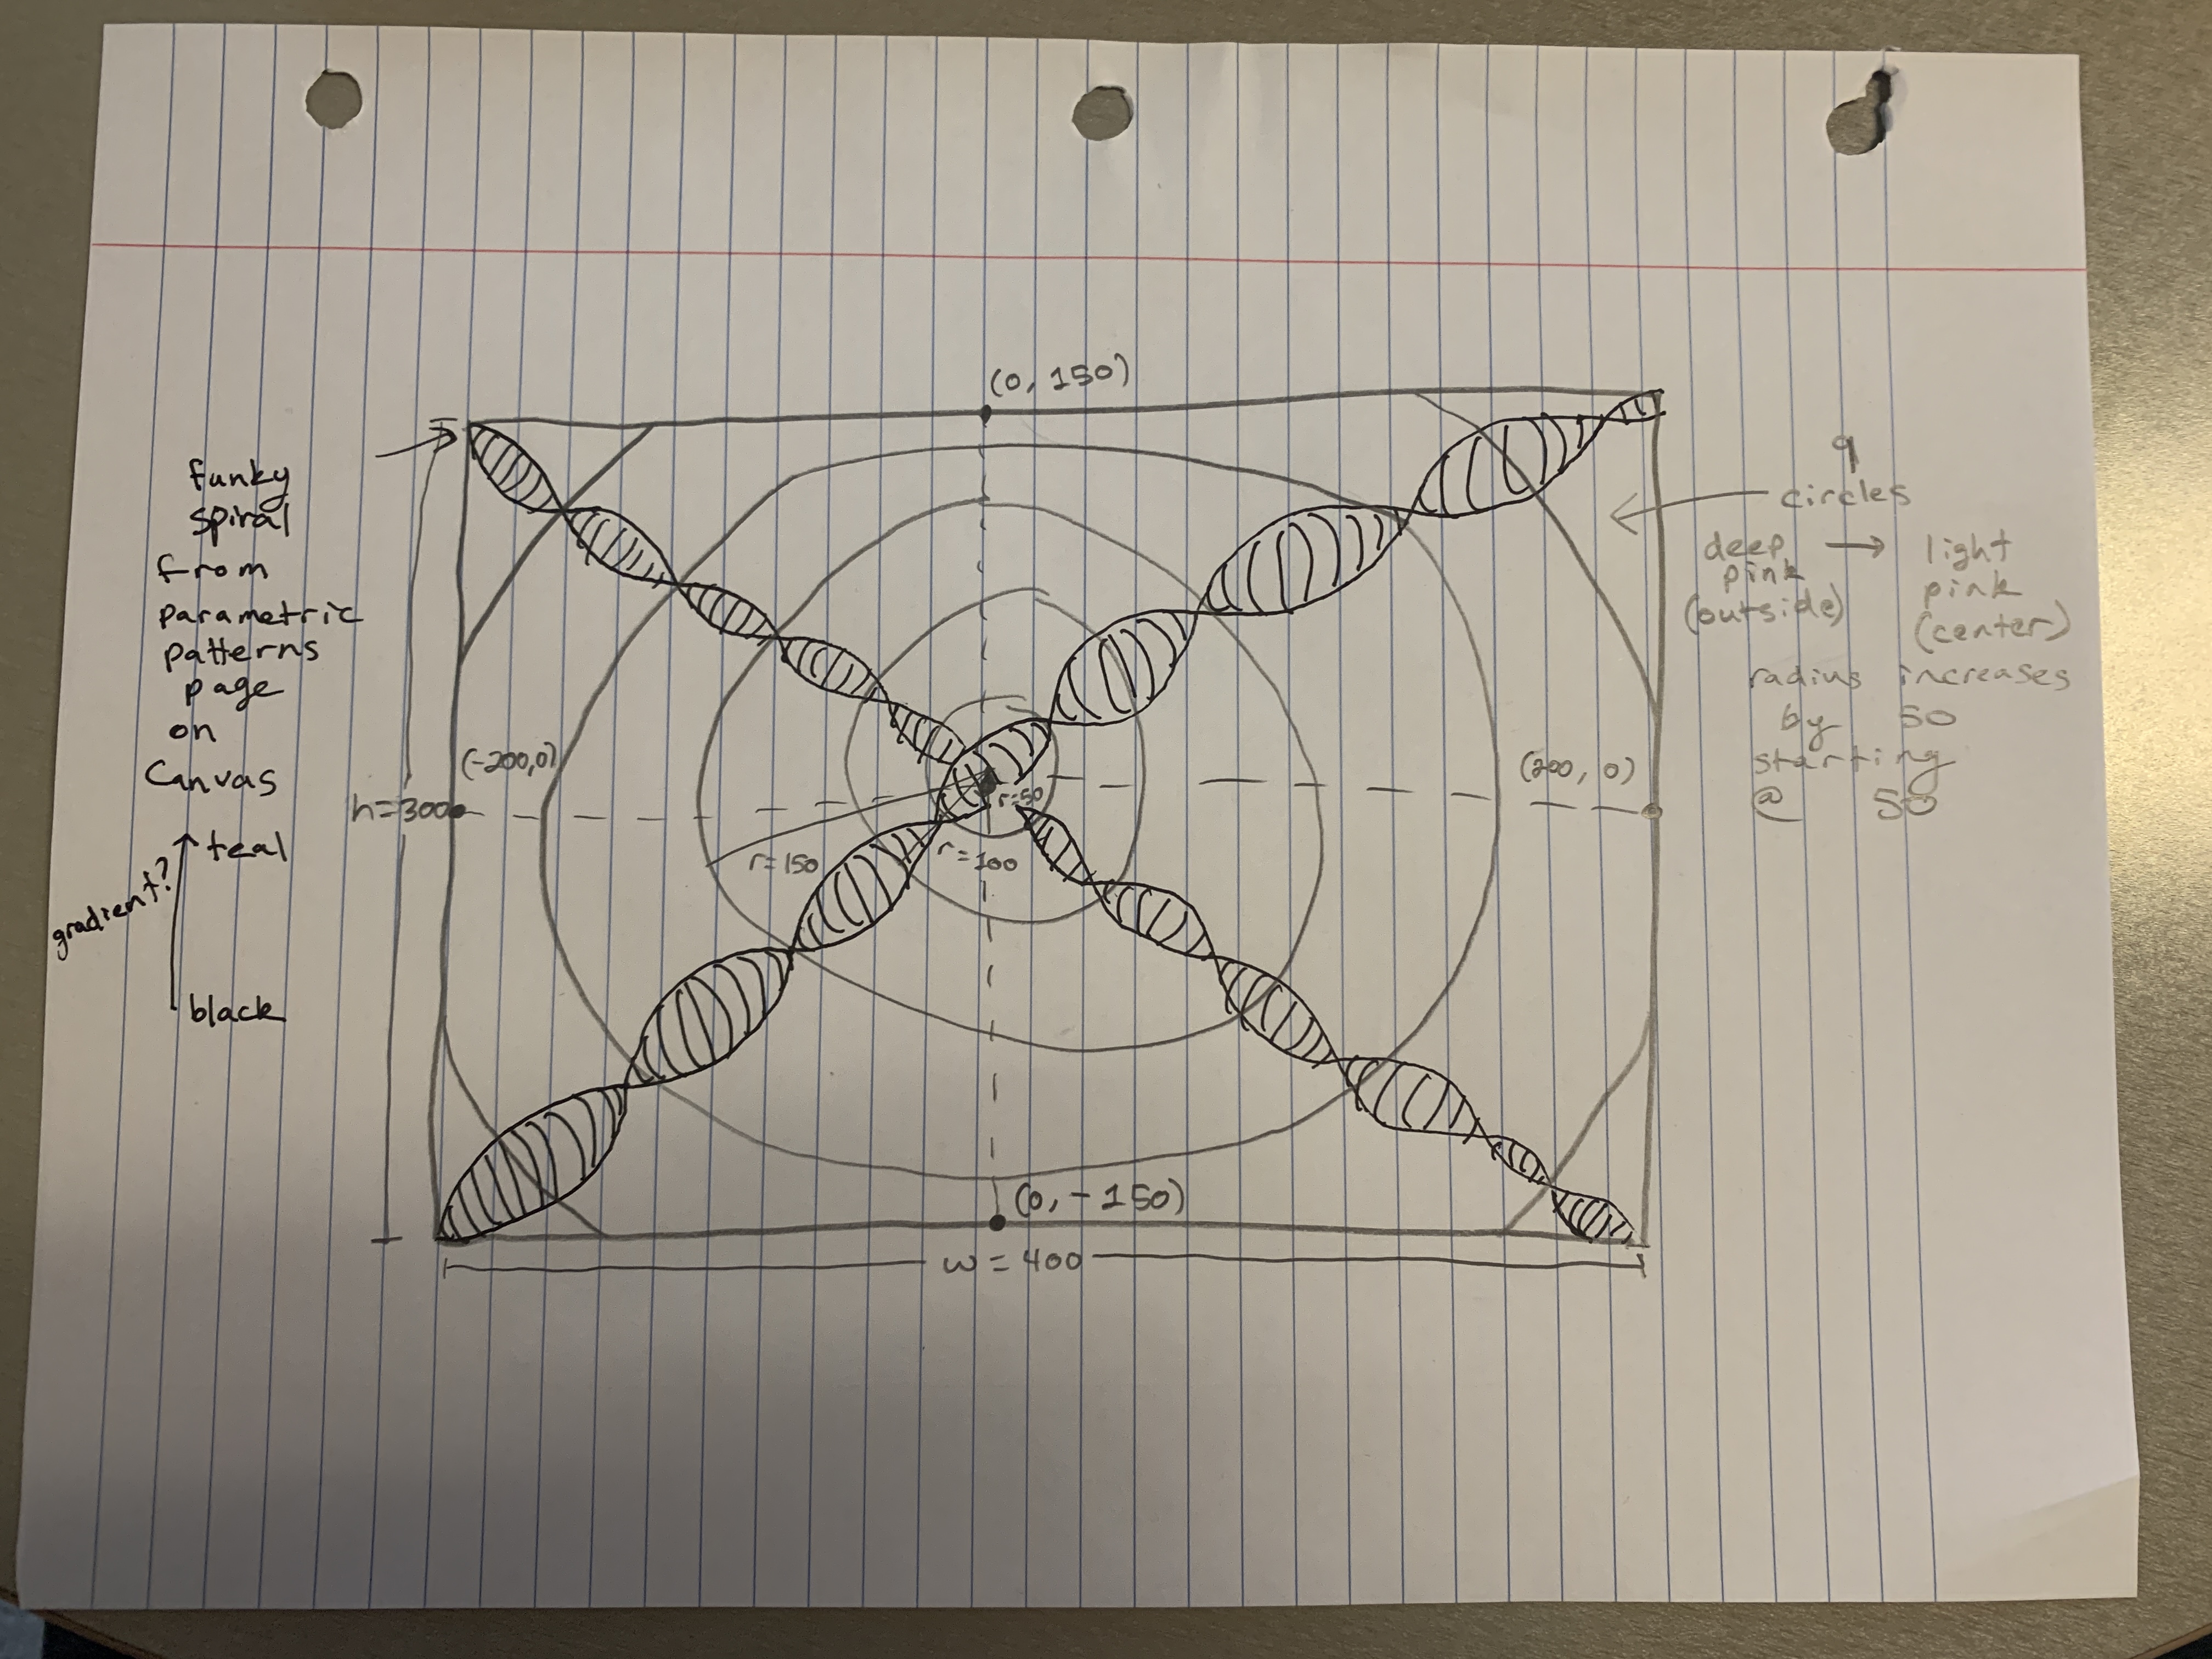 (0, 150)
funky
spiral
from
parametric
patterns
page
on
Canvas
gradient?
teal
black
h=300
(-200,0)
(200, 0)
r=50
r=150
r=100
(0, -150)
w = 400
9
circles
deep → light
pink pink
(outside) (center)
radius increases
by 50
starting
@ 50